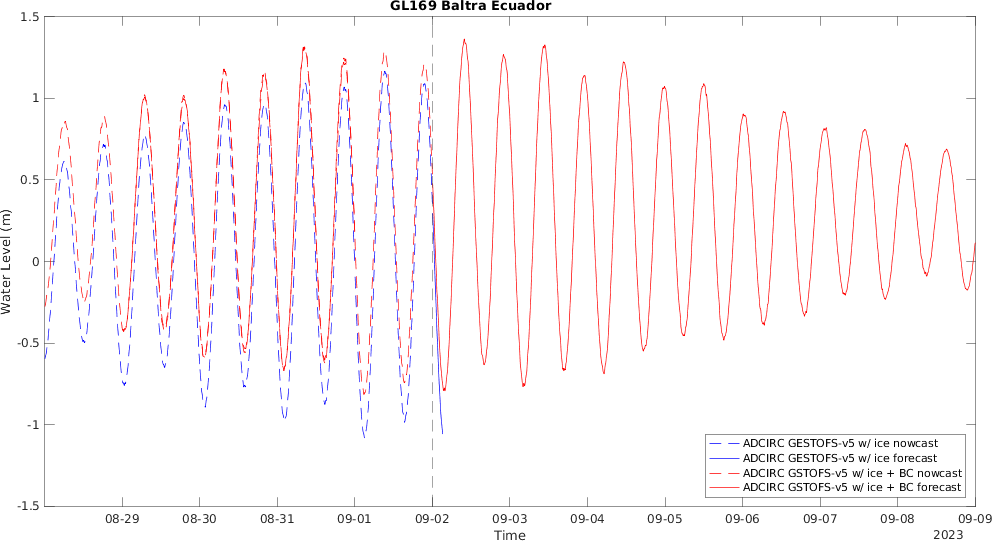 GL169 Baltra Ecuador
Water Level (m)
1.5
1
0.5
0
-0.5
-1
-1.5
08-29 08-30 08-31 09-01 09-02 09-03 09-04 09-05 09-06 09-07 09-08 09-09
Time
2023
ADCIRC GESTOFS-v5 w/ ice nowcast
ADCIRC GESTOFS-v5 w/ ice forecast
ADCIRC GSTOFS-v5 w/ ice + BC nowcast
ADCIRC GSTOFS-v5 w/ ice + BC forecast